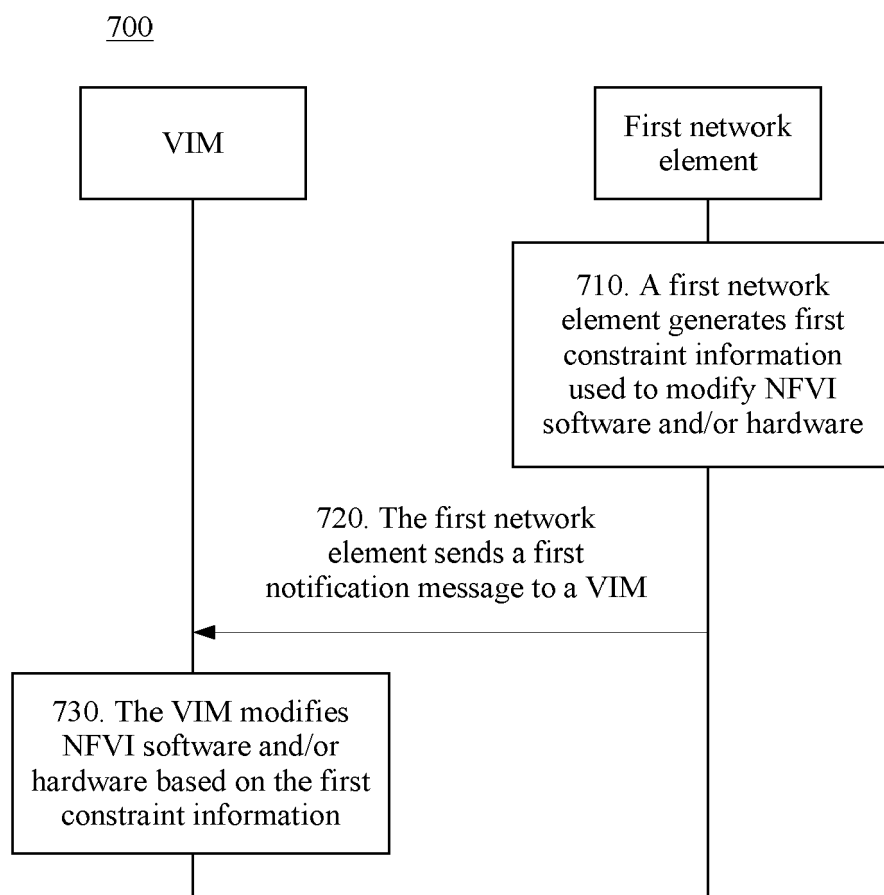 700
VIM
First network
element
710. A first network
element generates first
constraint information
used to modify NFVI
software and/or hardware
720. The first network
element sends a first
notification message to a VIM
730. The VIM modifies
NFVI software and/or
hardware based on the first
constraint information